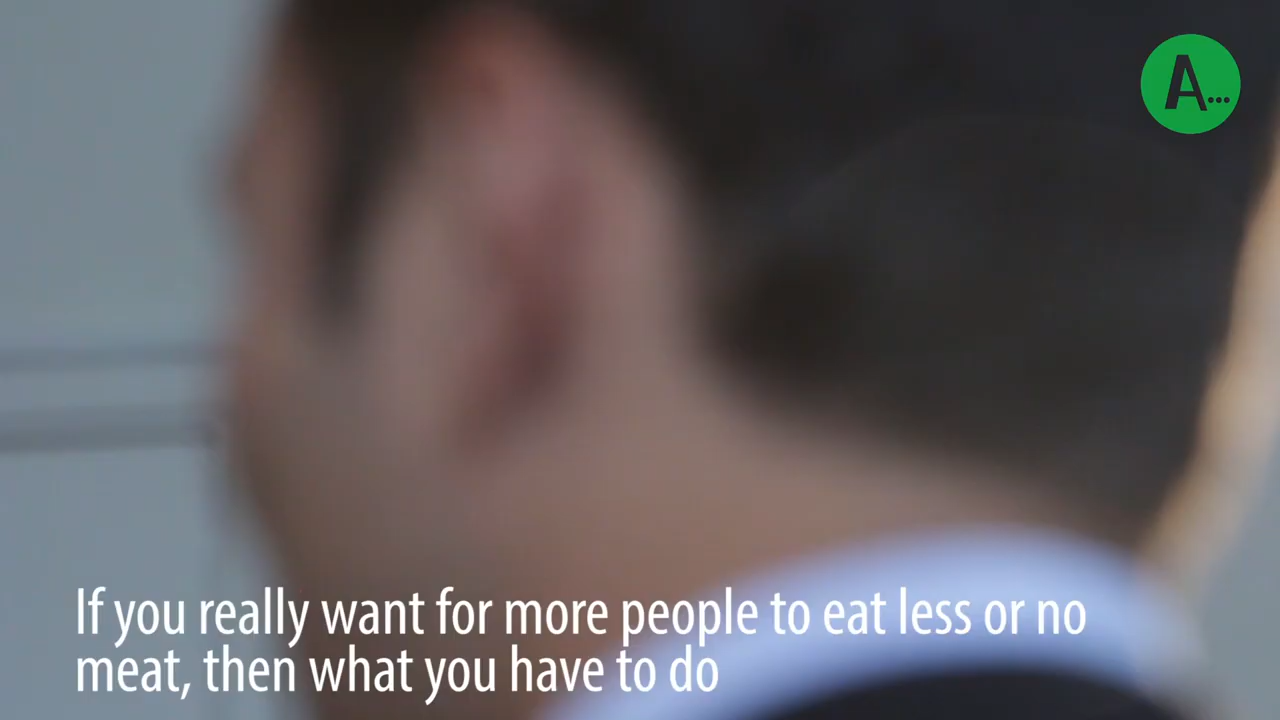 A...
If you really want for more people to eat less or no
meat, then what you have to do